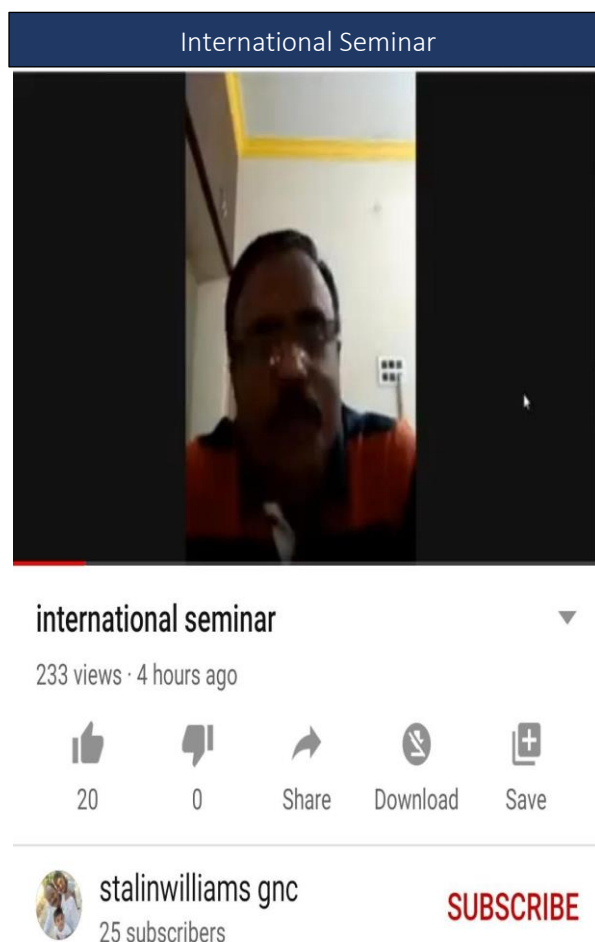 International Seminar
international seminar
233 views · 4 hours ago
20
0
Share
Download
Save
stalinwilliams gnc
25 subscribers
SUBSCRIBE